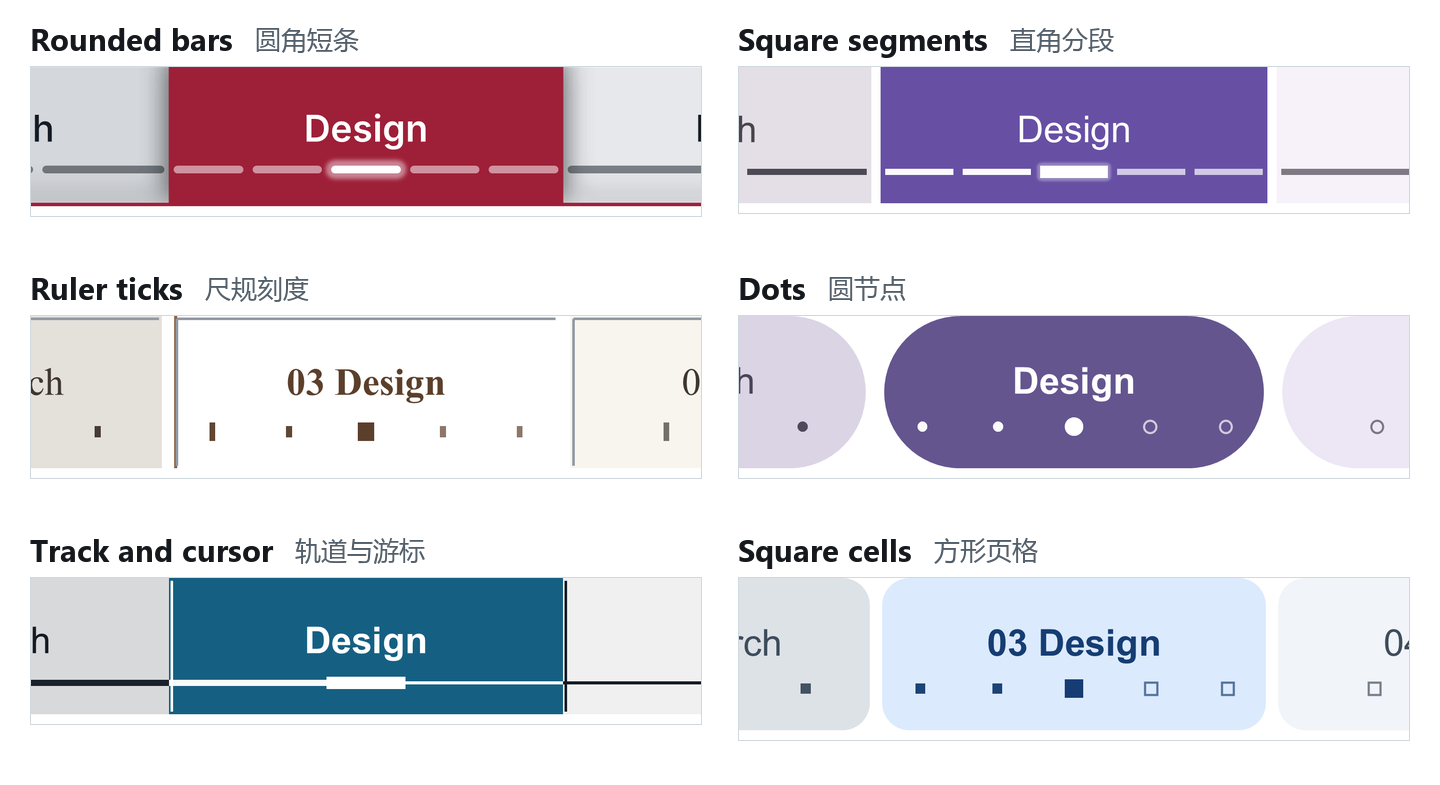 Rounded bars 圆角短条
h Design
Square segments 直角分段
h Design
Ruler ticks 尺规刻度
ch 03 Design 0
Dots 圆节点
h Design
Track and cursor 轨道与游标
h Design
Square cells 方形页格
rch 03 Design 04